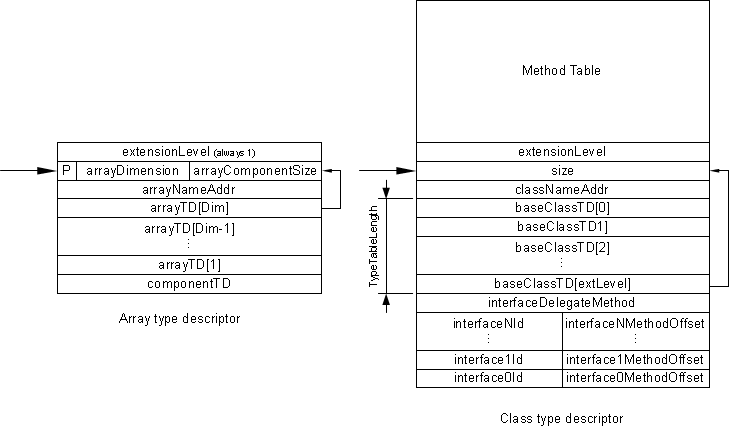 Method Table
extensionLevel (always 1)
P arrayDimension arrayComponentSize
arrayNameAddr
arrayTD[Dim]
arrayTD[Dim-1]
⋮
arrayTD[1]
componentTD
Array type descriptor
extensionLevel
size
classNameAddr
TypeTableLength
baseClassTD[0]
baseClassTD1]
baseClassTD[2]
⋮
baseClassTD[extLevel]
interfaceDelegateMethod
interfaceNId interfaceNMethodOffset
⋮ ⋮
interface1Id interface1MethodOffset
interface0Id interface0MethodOffset
Class type descriptor